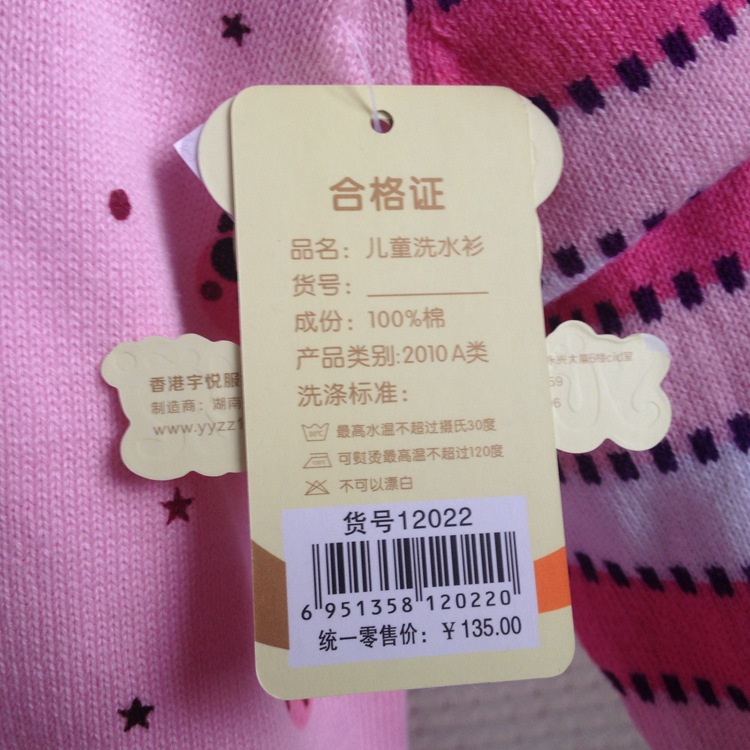 合格证
品名：儿童洗水衫
货号：
成份：100%棉
产品类别:2010 A类
洗涤标准：
30℃ 最高水温不超过摄氏30度
可熨烫最高温不超过120度
不可以漂白
货号12022
6 951358 120220
统一零售价：￥135.00
香港宇悦服
制造商：湖南
www.yyzz1
59